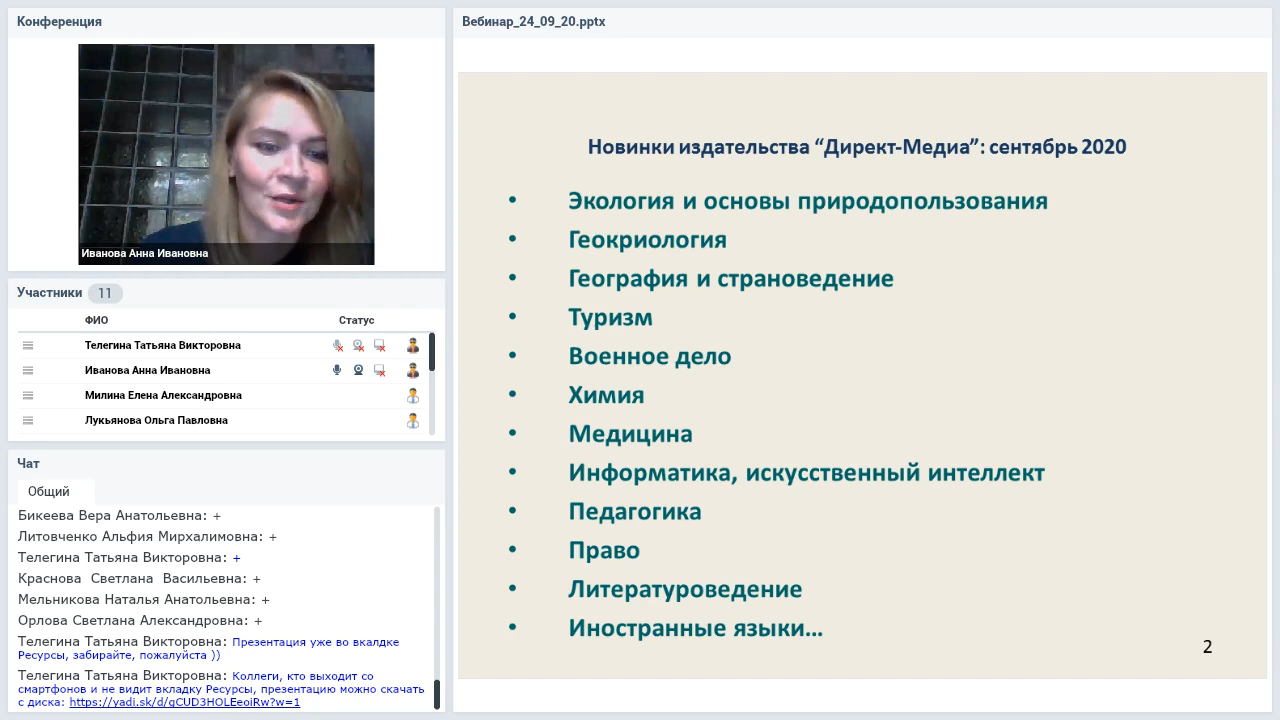 Конференция
Иванова Анна Ивановна
Участники 11
ФИО Статус
Телегина Татьяна Викторовна
Иванова Анна Ивановна
Милина Елена Александровна
Лукьянова Ольга Павловна
Чат
Общий
Бикеева Вера Анатольевна: +
Литовченко Альфия Мирхалимовна: +
Телегина Татьяна Викторовна: +
Краснова Светлана Васильевна: +
Мельникова Наталья Анатольевна: +
Орлова Светлана Александровна: +
Телегина Татьяна Викторовна: Презентация уже во вкалдке
Ресурсы, забирайте, пожалуйста ))
Телегина Татьяна Викторовна: Коллеги, кто выходит со
смартфонов и не видит вкладку Ресурсы, презентацию можно скачать
с диска: https://yadi.sk/d/gCUD3HOLEeoiRw?w=1
Вебинар_24_09_20.pptx
Новинки издательства “Директ-Медиа”: сентябрь 2020
• Экология и основы природопользования
• Геокриология
• География и страноведение
• Туризм
• Военное дело
• Химия
• Медицина
• Информатика, искусственный интеллект
• Педагогика
• Право
• Литературоведение
• Иностранные языки...
2